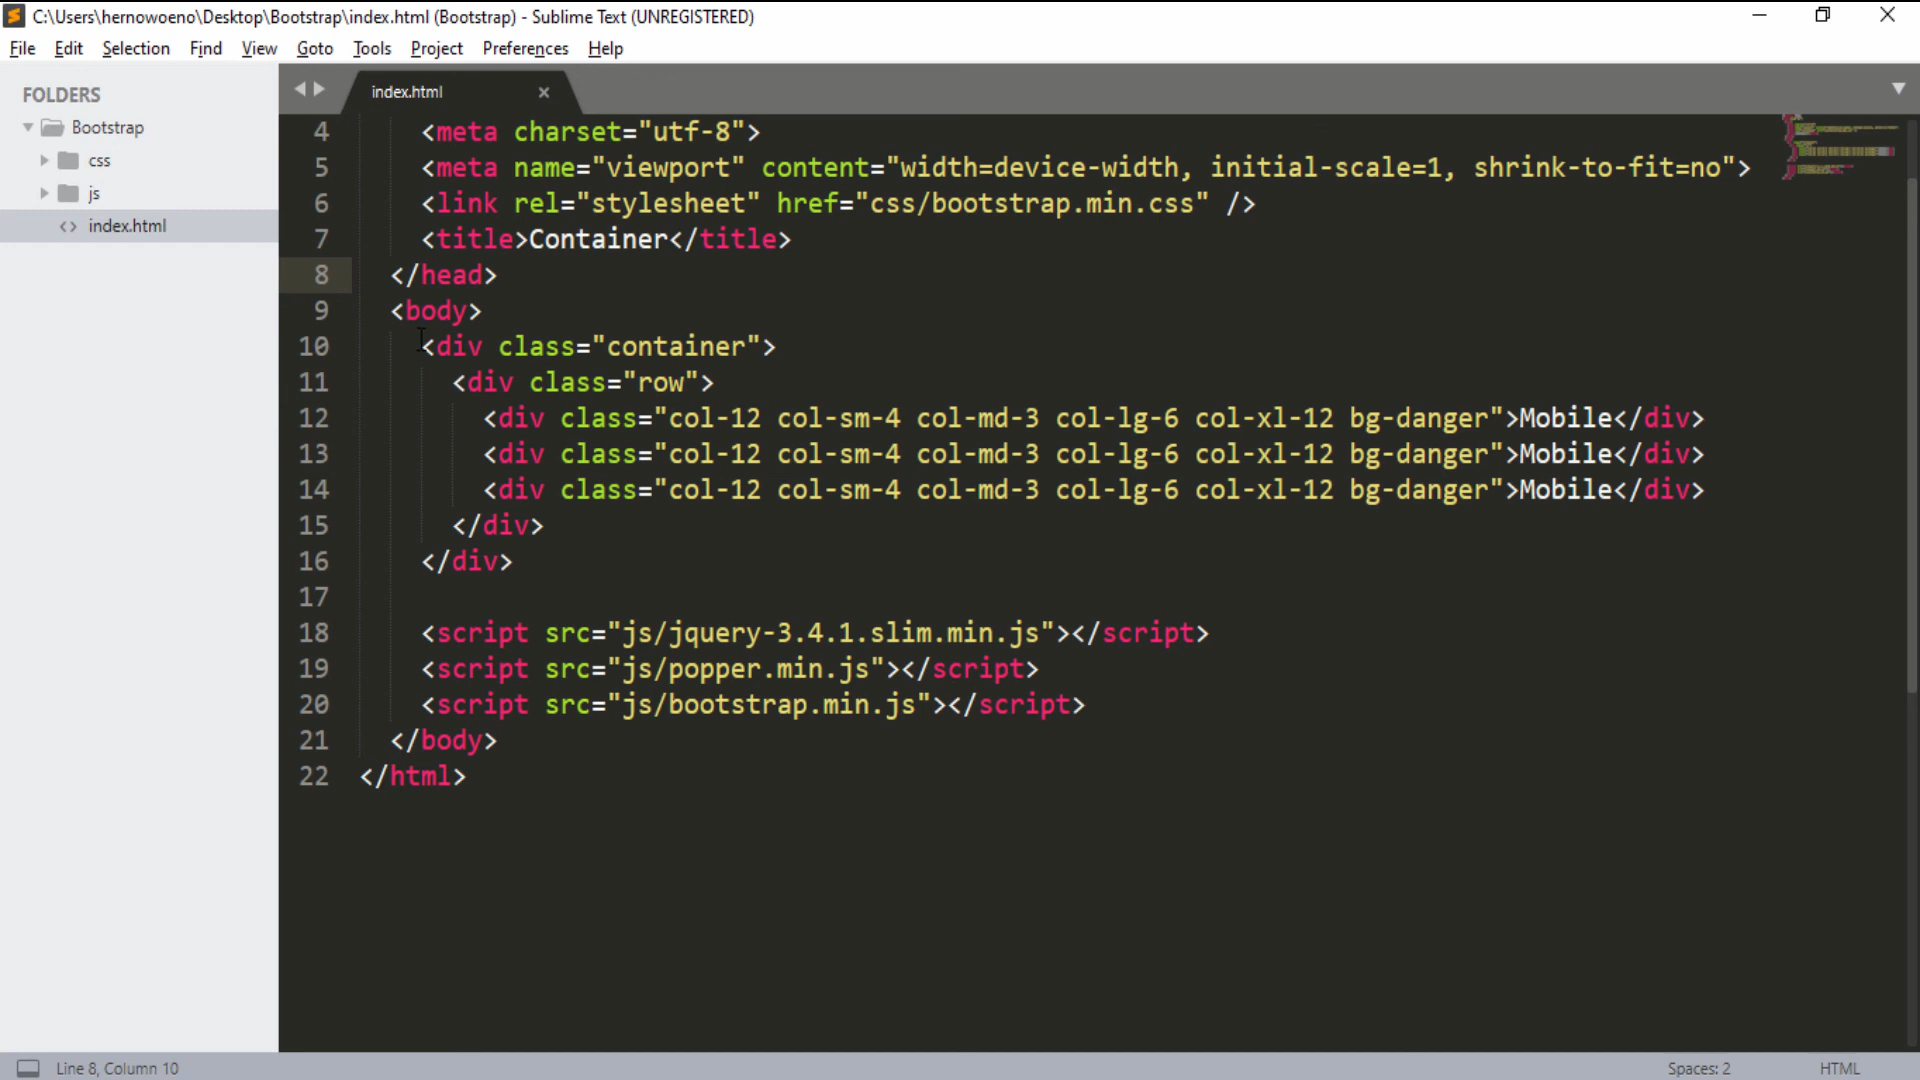 C:\Users\hernowoeno\Desktop\Bootstrap\index.html (Bootstrap) - Sublime Text (UNREGISTERED)
File Edit Selection Find View Goto Tools Project Preferences Help
FOLDERS
Bootstrap
css
js
index.html
index.html
4 <meta charset="utf-8">
5 <meta name="viewport" content="width=device-width, initial-scale=1, shrink-to-fit=no">
6 <link rel="stylesheet" href="css/bootstrap.min.css" />
7 <title>Container</title>
8 </head>
9 <body>
10 <div class="container">
11 <div class="row">
12 <div class="col-12 col-sm-4 col-md-3 col-lg-6 col-xl-12 bg-danger">Mobile</div>
13 <div class="col-12 col-sm-4 col-md-3 col-lg-6 col-xl-12 bg-danger">Mobile</div>
14 <div class="col-12 col-sm-4 col-md-3 col-lg-6 col-xl-12 bg-danger">Mobile</div>
15 </div>
16 </div>
17
18 <script src="js/jquery-3.4.1.slim.min.js"></script>
19 <script src="js/popper.min.js"></script>
20 <script src="js/bootstrap.min.js"></script>
21 </body>
22 </html>
Line 8, Column 10
Spaces: 2
HTML